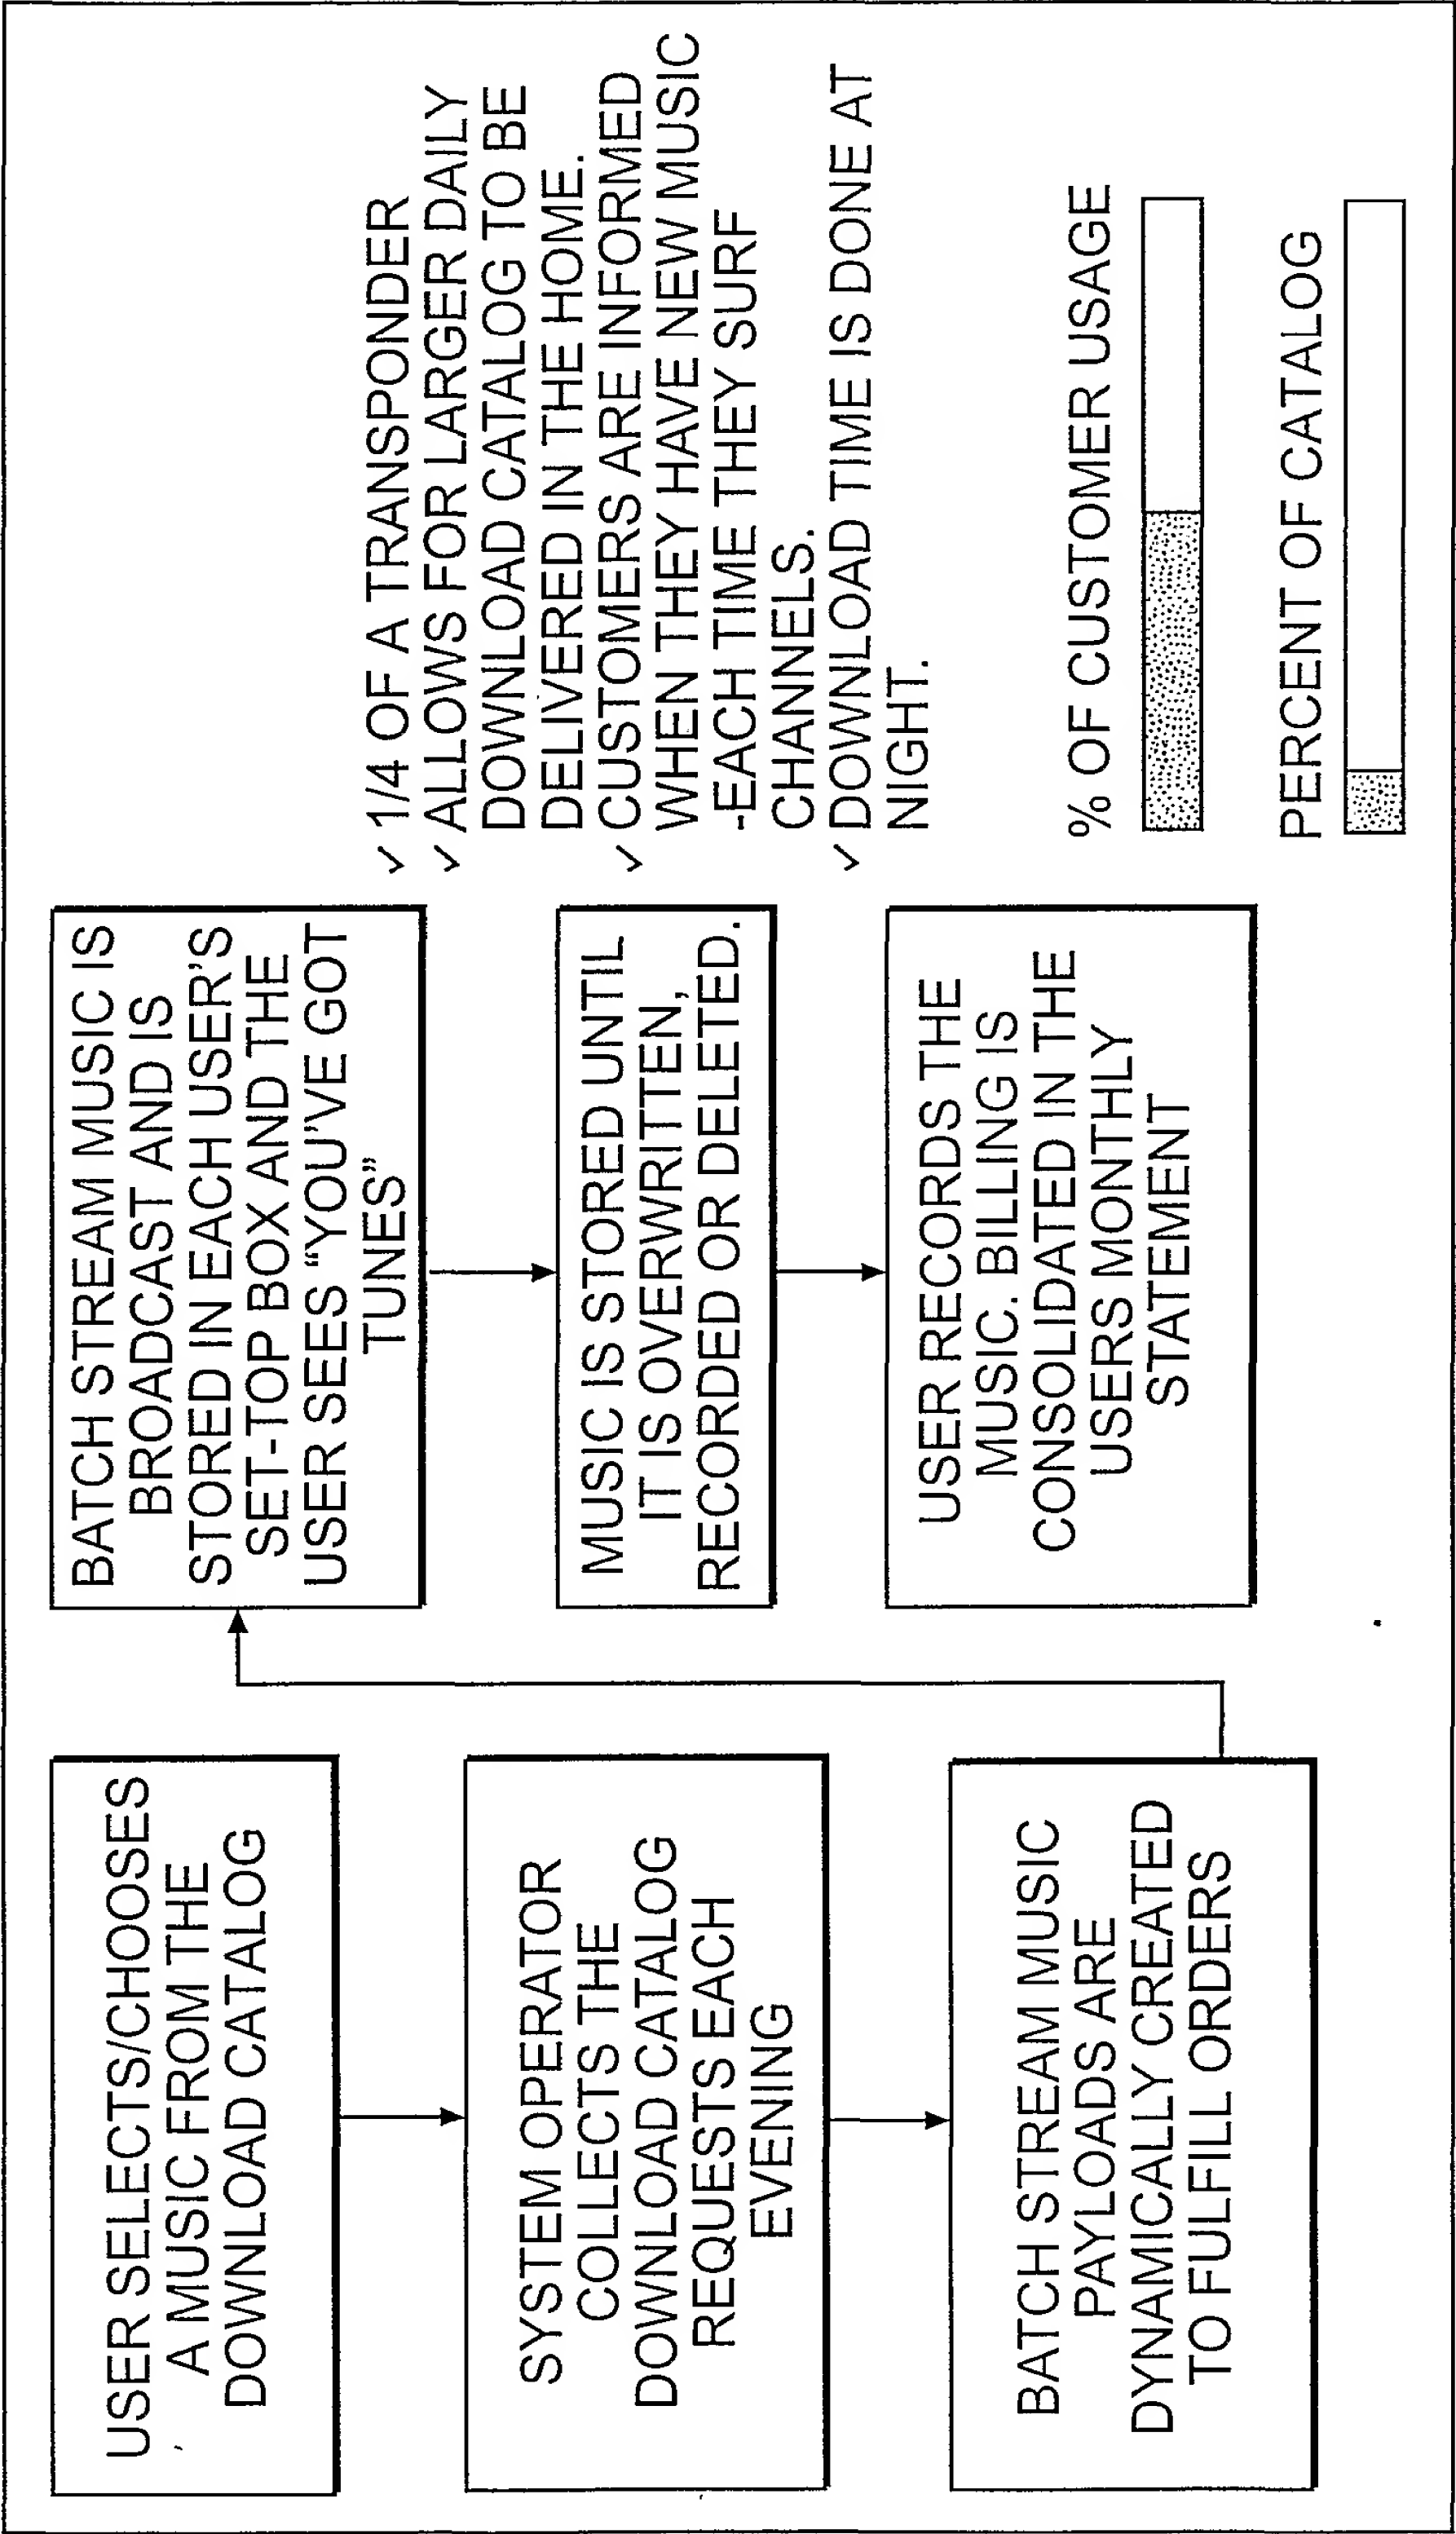 USER SELECTS/CHOOSES
A MUSIC FROM THE
DOWNLOAD CATALOG
SYSTEM OPERATOR
COLLECTS THE
DOWNLOAD CATALOG
REQUESTS EACH
EVENING
BATCH STREAM MUSIC
PAYLOADS ARE
DYNAMICALLY CREATED
TO FULFILL ORDERS
BATCH STREAM MUSIC IS
BROADCAST AND IS
STORED IN EACH USER'S
SET-TOP BOX AND THE
USER SEES “YOU'VE GOT
TUNES”
MUSIC IS STORED UNTIL
IT IS OVERWRITTEN,
RECORDED OR DELETED.
USER RECORDS THE
MUSIC. BILLING IS
CONSOLIDATED IN THE
USERS MONTHLY
STATEMENT
✓ 1/4 OF A TRANSPONDER
✓ ALLOWS FOR LARGER DAILY
DOWNLOAD CATALOG TO BE
DELIVERED IN THE HOME.
✓ CUSTOMERS ARE INFORMED
WHEN THEY HAVE NEW MUSIC
-EACH TIME THEY SURF
CHANNELS.
✓ DOWNLOAD TIME IS DONE AT
NIGHT.
% OF CUSTOMER USAGE
PERCENT OF CATALOG